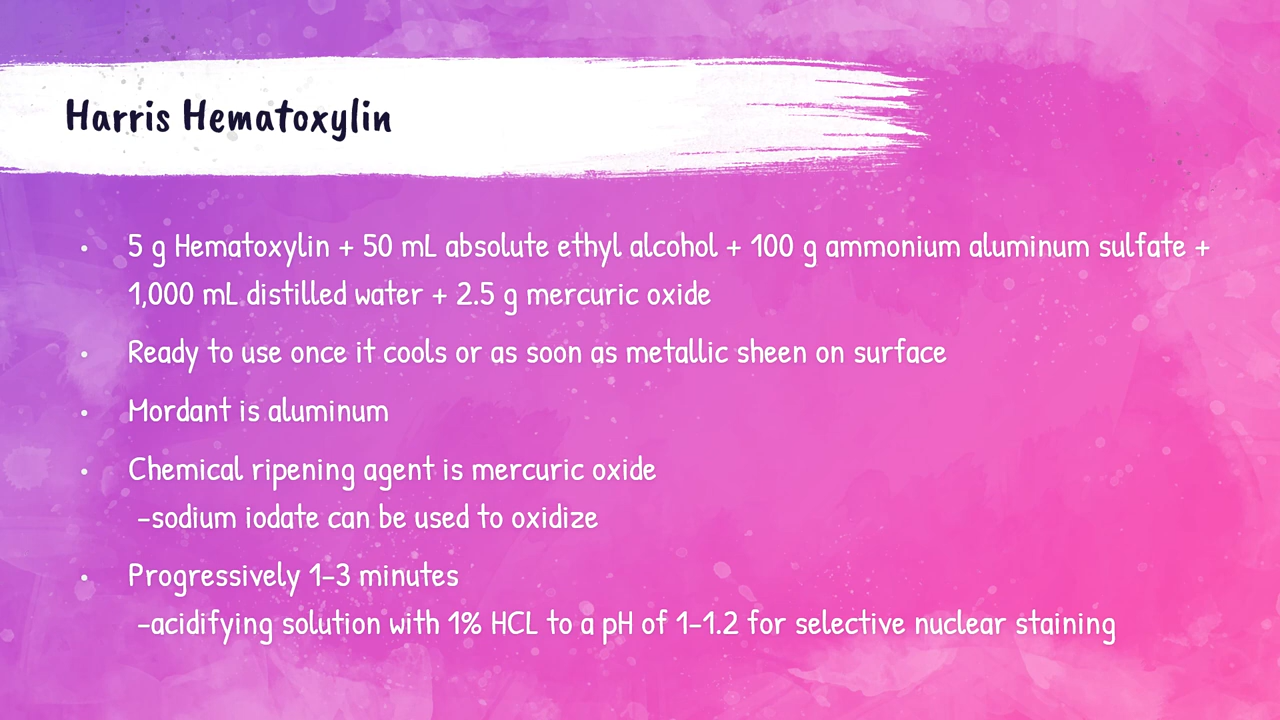 Harris Hematoxylin
• 5 g Hematoxylin + 50 mL absolute ethyl alcohol + 100 g ammonium aluminum sulfate +
1,000 mL distilled water + 2.5 g mercuric oxide
• Ready to use once it cools or as soon as metallic sheen on surface
• Mordant is aluminum
• Chemical ripening agent is mercuric oxide
–sodium iodate can be used to oxidize
• Progressively 1–3 minutes
–acidifying solution with 1% HCL to a pH of 1–1.2 for selective nuclear staining